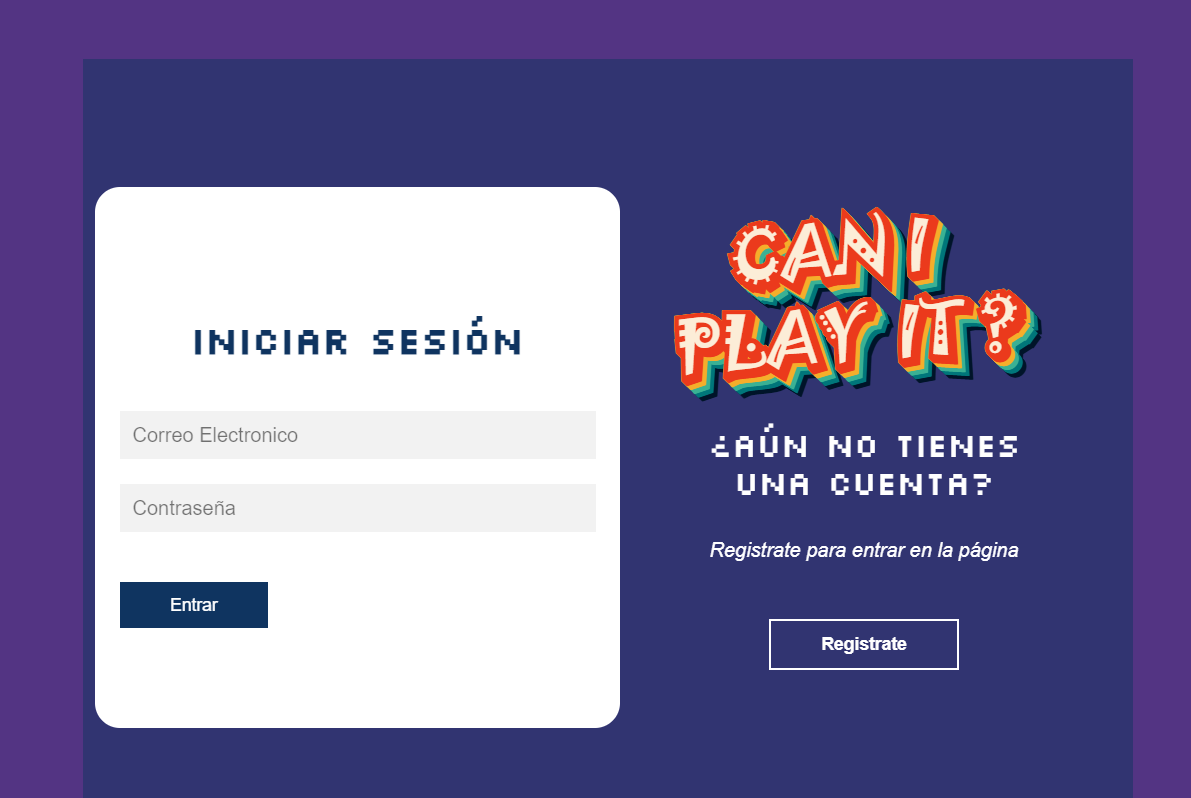 INICIAR SESIÓN
Correo Electronico
Contraseña
Entrar
CAN I
PLAY IT?
¿AÚN NO TIENES
UNA CUENTA?
Registrate para entrar en la página
Registrate